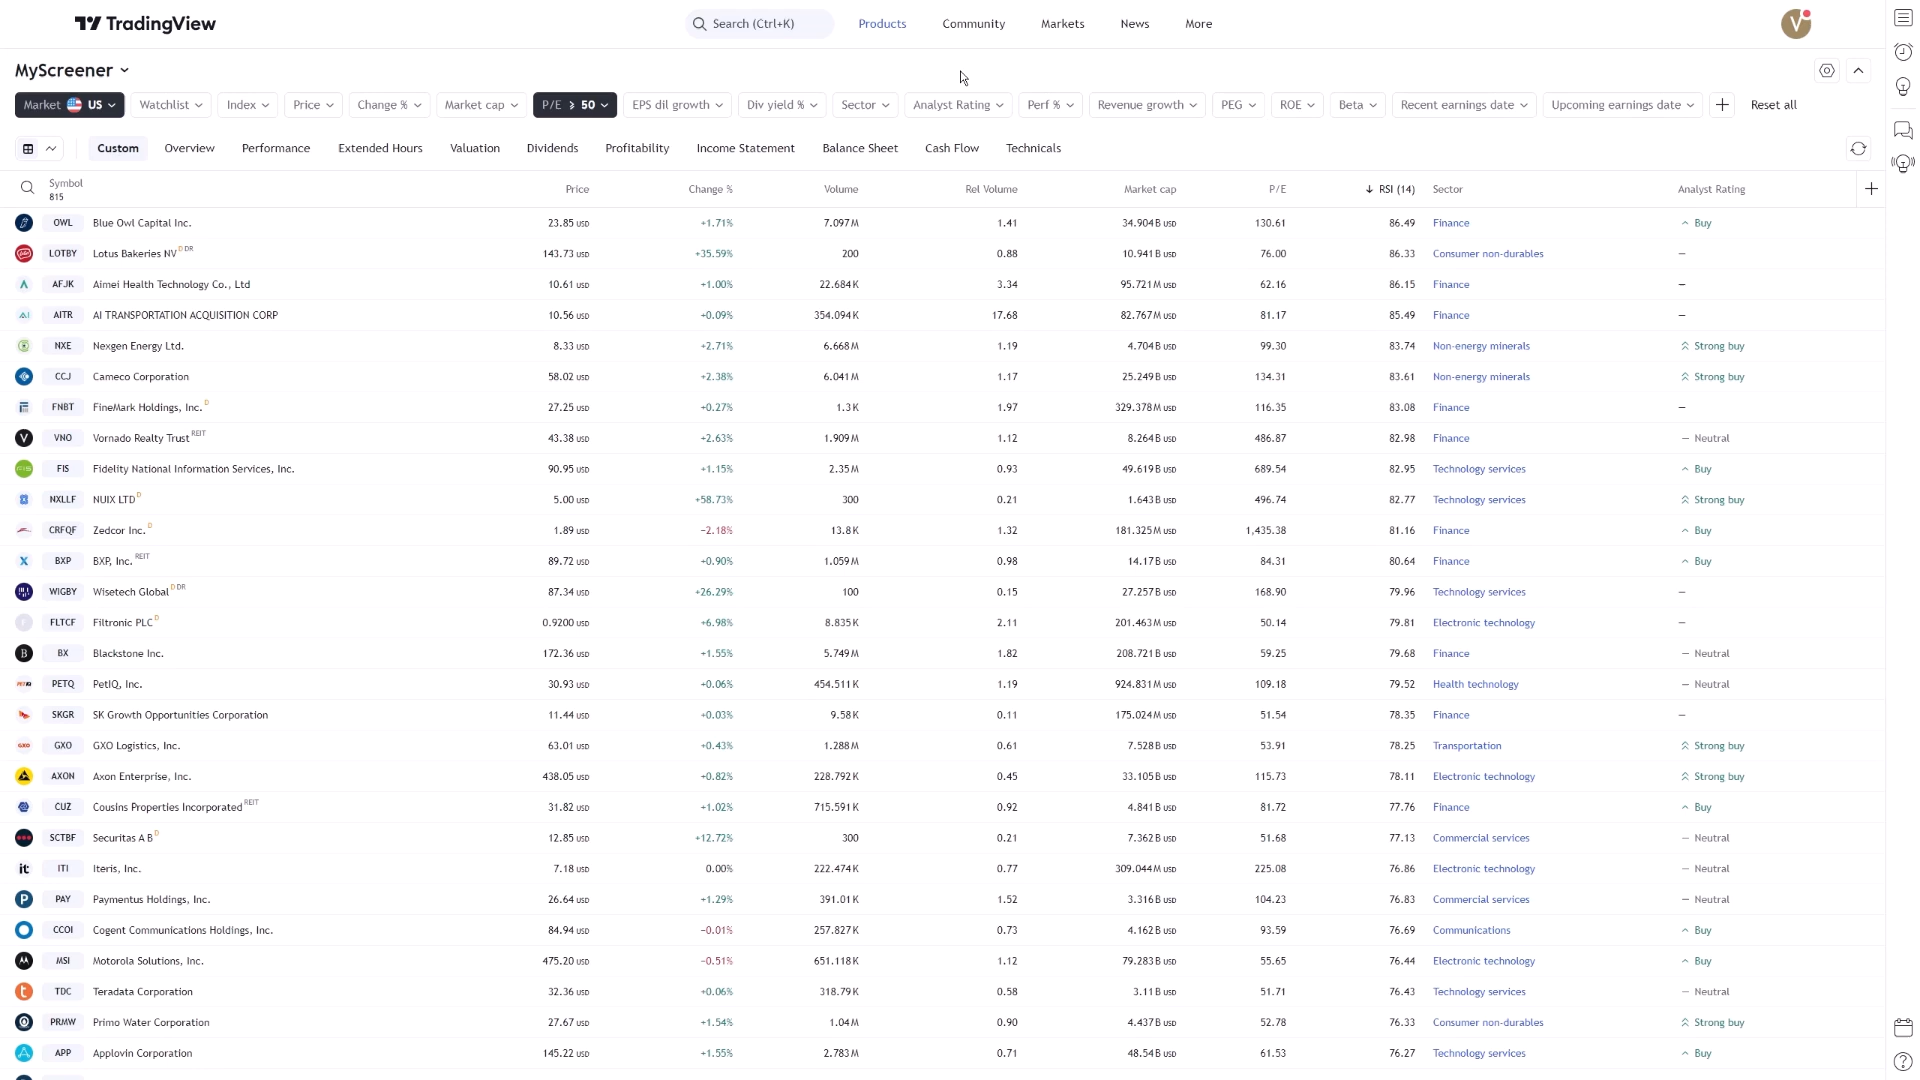 TradingView Search (Ctrl+K) Products Community Markets News More V
MyScreener
Market US Watchlist Index Price Change % Market cap P/E > 50 EPS dil growth Div yield % Sector Analyst Rating Perf % Revenue growth PEG ROE Beta Recent earnings date Upcoming earnings date Reset all
Custom Overview Performance Extended Hours Valuation Dividends Profitability Income Statement Balance Sheet Cash Flow Technicals
Symbol Price Change % Volume Rel Volume Market cap P/E ↓ RSI (14) Sector Analyst Rating
815
OWL Blue Owl Capital Inc. 23.85 USD +1.71% 7.097 M 1.41 34.904 B USD 130.61 86.49 Finance Buy
LOTBY Lotus Bakeries NV D DR 143.73 USD +35.59% 200 0.88 10.941 B USD 76.00 86.33 Consumer non-durables —
AFJK Aimei Health Technology Co., Ltd 10.61 USD +1.00% 22.684 K 3.34 95.721 M USD 62.16 86.15 Finance —
AITR AI TRANSPORTATION ACQUISITION CORP 10.56 USD +0.09% 354.094 K 17.68 82.767 M USD 81.17 85.49 Finance —
NXE Nexgen Energy Ltd. 8.33 USD +2.71% 6.668 M 1.19 4.704 B USD 99.30 83.74 Non-energy minerals Strong buy
CCJ Cameco Corporation 58.02 USD +2.38% 6.041 M 1.17 25.249 B USD 134.31 83.61 Non-energy minerals Strong buy
FNBT FineMark Holdings, Inc. D 27.25 USD +0.27% 1.3 K 1.97 329.378 M USD 116.35 83.08 Finance —
V VNO Vornado Realty Trust REIT 43.38 USD +2.63% 1.909 M 1.12 8.264 B USD 486.87 82.98 Finance — Neutral
FIS Fidelity National Information Services, Inc. 90.95 USD +1.15% 2.35 M 0.93 49.619 B USD 689.54 82.95 Technology services Buy
NXLLF NUIX LTD D 5.00 USD +58.73% 300 0.21 1.643 B USD 496.74 82.77 Technology services Strong buy
CRFQF Zedcor Inc. D 1.89 USD −2.18% 13.8 K 1.32 181.325 M USD 1,435.38 81.16 Finance Buy
X BXP BXP, Inc. REIT 89.72 USD +0.90% 1.059 M 0.98 14.17 B USD 84.31 80.64 Finance Buy
WIGBY Wisetech Global D DR 87.34 USD +26.29% 100 0.15 27.257 B USD 168.90 79.96 Technology services —
F FLTCF Filtronic PLC D 0.9200 USD +6.98% 8.835 K 2.11 201.463 M USD 50.14 79.81 Electronic technology —
B BX Blackstone Inc. 172.36 USD +1.55% 5.749 M 1.82 208.721 B USD 59.25 79.68 Finance — Neutral
PETQ PetIQ, Inc. 30.93 USD +0.06% 454.511 K 1.19 924.831 M USD 109.18 79.52 Health technology — Neutral
SKGR SK Growth Opportunities Corporation 11.44 USD +0.03% 9.58 K 0.11 175.024 M USD 51.54 78.35 Finance —
GXO GXO GXO Logistics, Inc. 63.01 USD +0.43% 1.288 M 0.61 7.528 B USD 53.91 78.25 Transportation Strong buy
AXON Axon Enterprise, Inc. 438.05 USD +0.82% 228.792 K 0.45 33.105 B USD 115.73 78.11 Electronic technology Strong buy
CUZ Cousins Properties Incorporated REIT 31.82 USD +1.02% 715.591 K 0.92 4.841 B USD 81.72 77.76 Finance Buy
SCTBF Securitas A B D 12.85 USD +12.72% 300 0.21 7.362 B USD 51.68 77.13 Commercial services — Neutral
it ITI Iteris, Inc. 7.18 USD 0.00% 222.474 K 0.77 309.044 M USD 225.08 76.86 Electronic technology — Neutral
P PAY Paymentus Holdings, Inc. 26.64 USD +1.29% 391.01 K 1.52 3.316 B USD 104.23 76.83 Commercial services — Neutral
CCOI Cogent Communications Holdings, Inc. 84.94 USD −0.01% 257.827 K 0.73 4.162 B USD 93.59 76.69 Communications Buy
MSI Motorola Solutions, Inc. 475.20 USD −0.51% 651.118 K 1.12 79.283 B USD 55.65 76.44 Electronic technology Buy
t TDC Teradata Corporation 32.36 USD +0.06% 318.79 K 0.58 3.11 B USD 51.71 76.43 Technology services — Neutral
PRMW Primo Water Corporation 27.67 USD +1.54% 1.04 M 0.90 4.437 B USD 52.78 76.33 Consumer non-durables Strong buy
APP Applovin Corporation 145.22 USD +1.55% 2.783 M 0.71 48.54 B USD 61.53 76.27 Technology services Buy